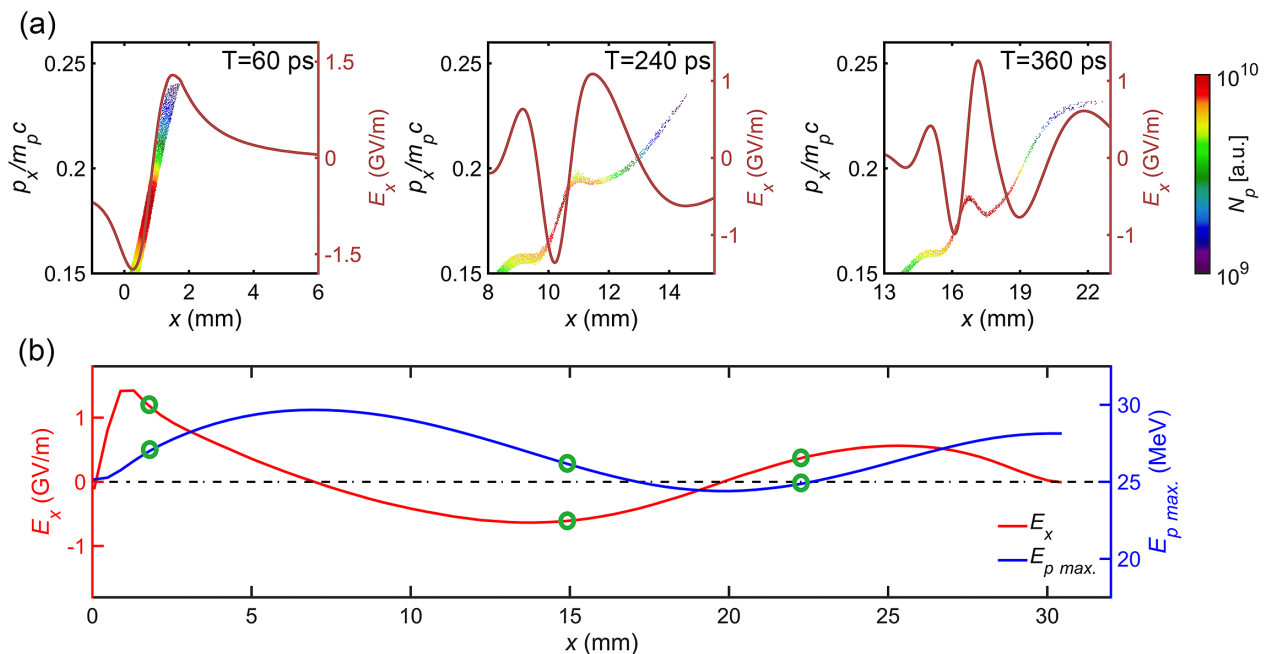 (a)
T=60 ps
T=240 ps
T=360 ps
0.25
0.2
0.15
p_x/m_p c
1.5
0
-1.5
E_x (GV/m)
0 2 4 6
x (mm)
0.25
0.2
0.15
p_x/m_p c
1
0
-1
E_x (GV/m)
8 10 12 14
x (mm)
0.25
0.2
0.15
p_x/m_p c
1
0
-1
E_x (GV/m)
13 16 19 22
x (mm)
10^10
10^9
N_p [a.u.]
(b)
1
0
-1
E_x (GV/m)
30
25
20
E_p max. (MeV)
E_x
E_p max.
0 5 10 15 20 25 30
x (mm)